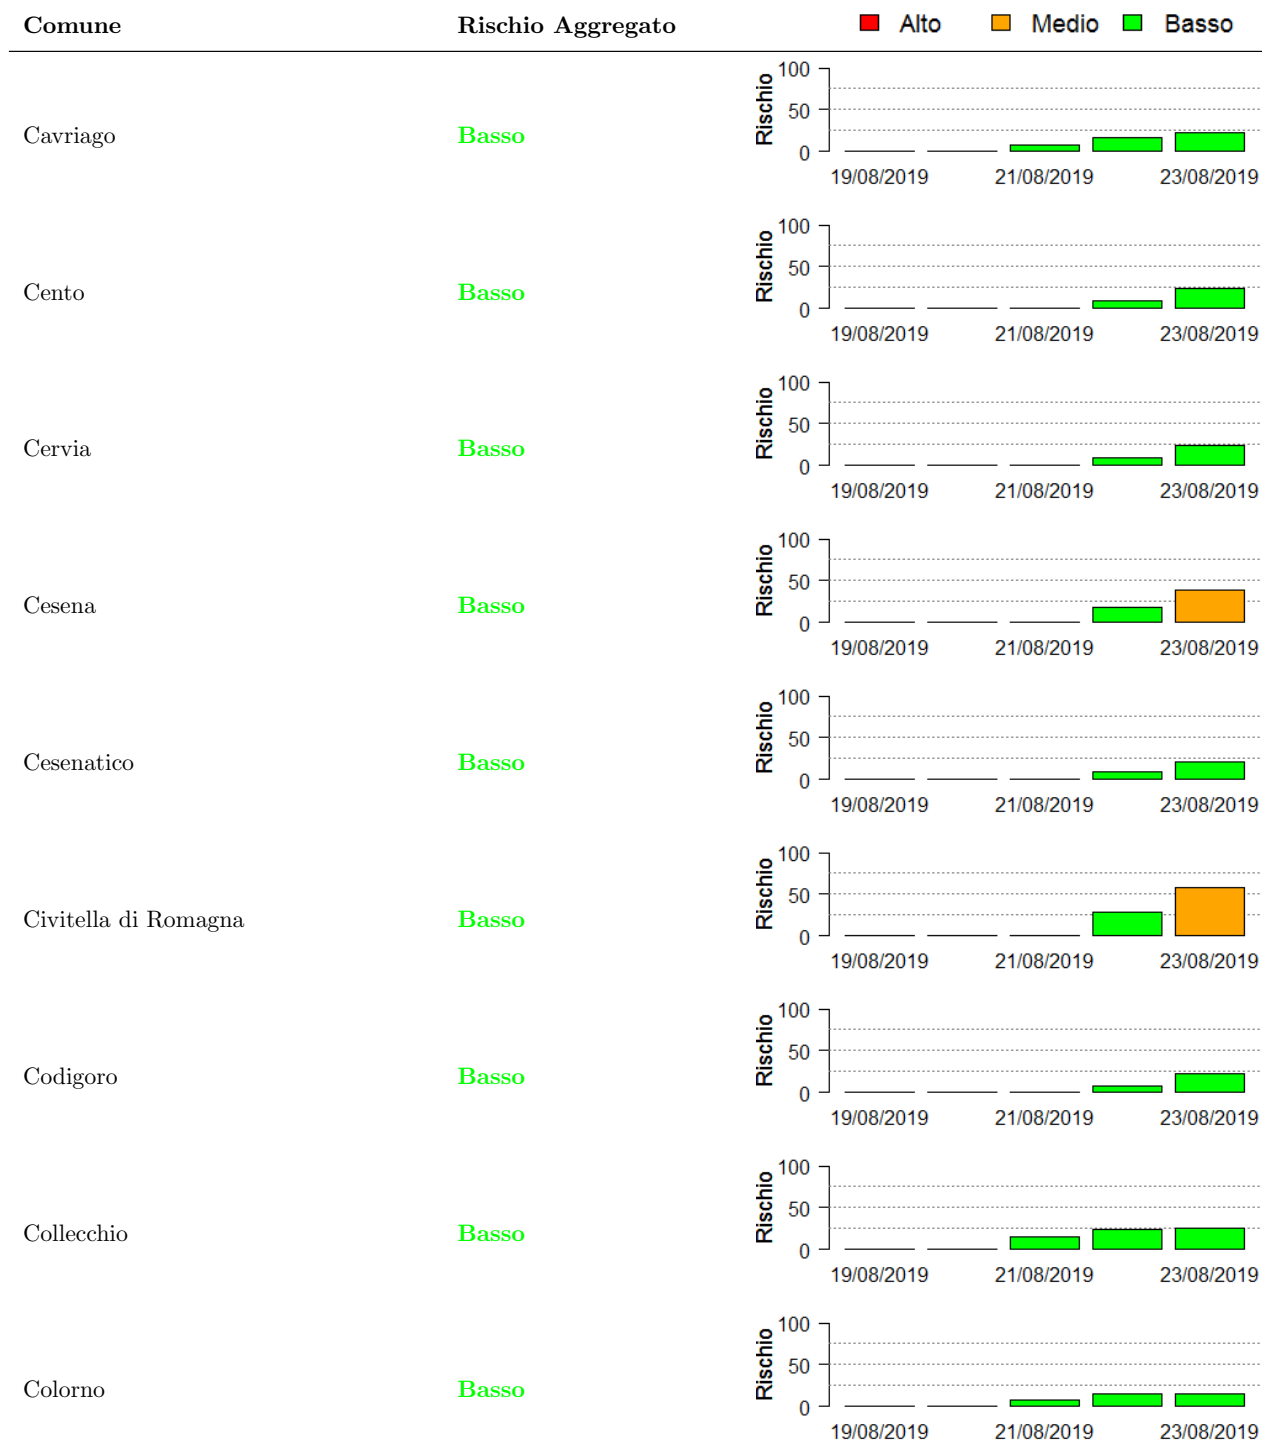 Comune Rischio Aggregato Alto Medio Basso
Cavriago Basso
Rischio
100
50
0
19/08/2019 21/08/2019 23/08/2019
Cento Basso
Rischio
100
50
0
19/08/2019 21/08/2019 23/08/2019
Cervia Basso
Rischio
100
50
0
19/08/2019 21/08/2019 23/08/2019
Cesena Basso
Rischio
100
50
0
19/08/2019 21/08/2019 23/08/2019
Cesenatico Basso
Rischio
100
50
0
19/08/2019 21/08/2019 23/08/2019
Civitella di Romagna Basso
Rischio
100
50
0
19/08/2019 21/08/2019 23/08/2019
Codigoro Basso
Rischio
100
50
0
19/08/2019 21/08/2019 23/08/2019
Collecchio Basso
Rischio
100
50
0
19/08/2019 21/08/2019 23/08/2019
Colorno Basso
Rischio
100
50
0
19/08/2019 21/08/2019 23/08/2019